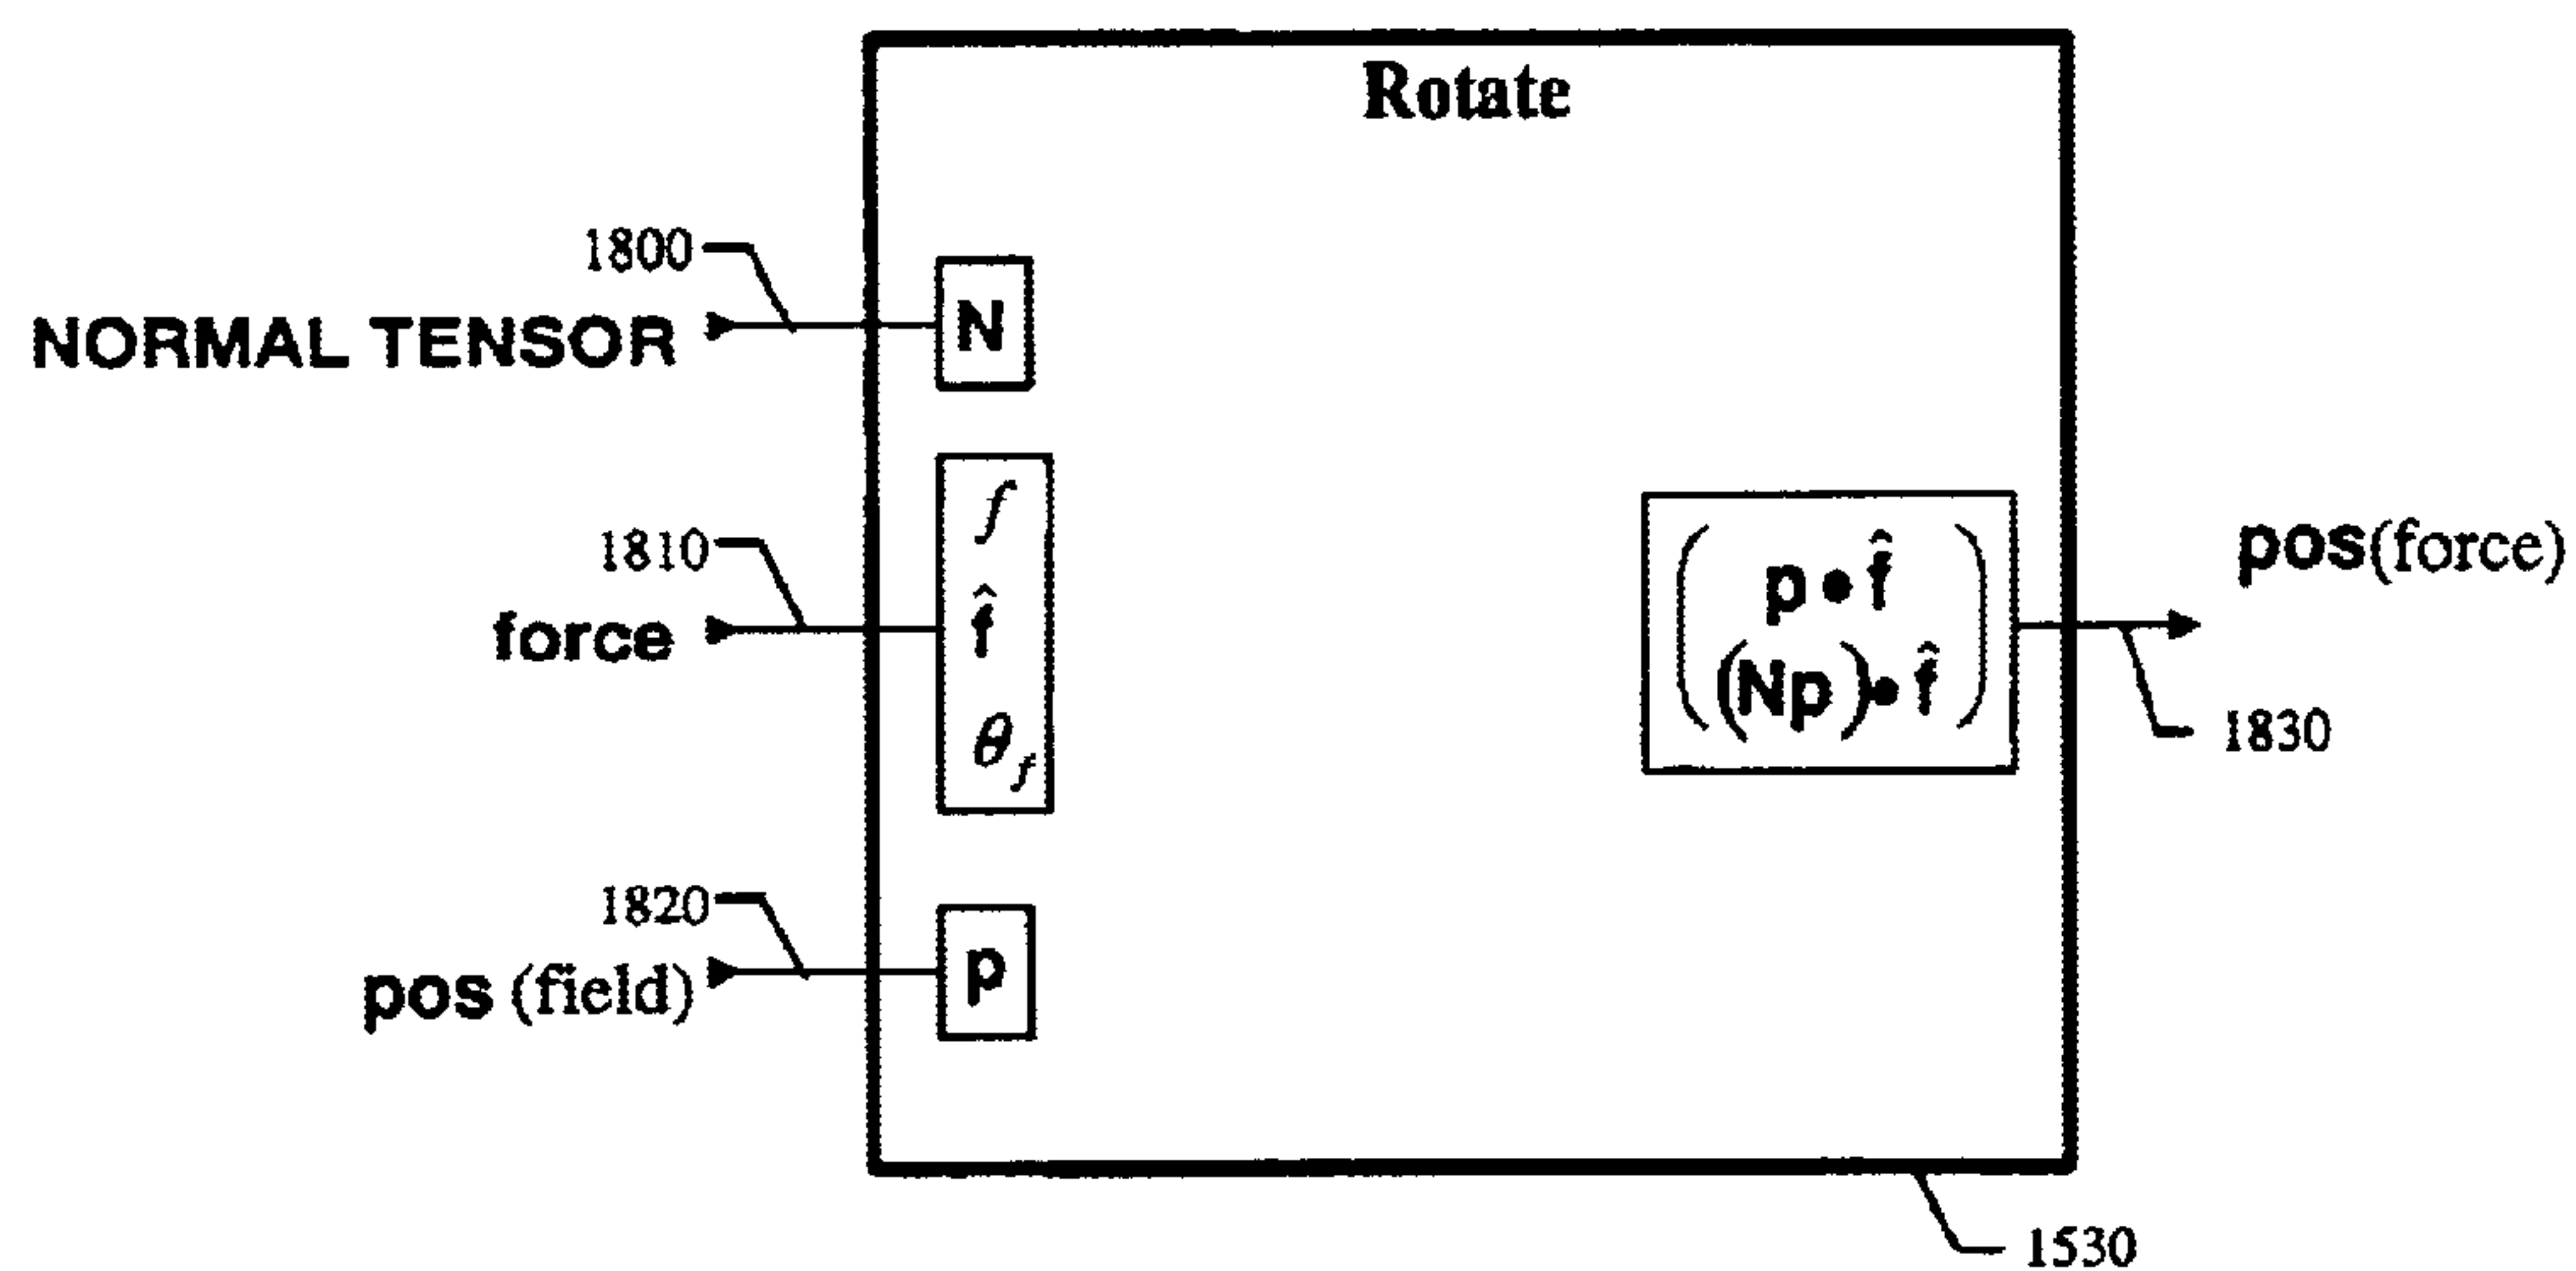 Rotate
1800
NORMAL TENSOR
N
1810
force
f
f̂
θ_f
1820
pos (field)
p
p • f̂
(Np) • f̂
pos(force)
1830
1530